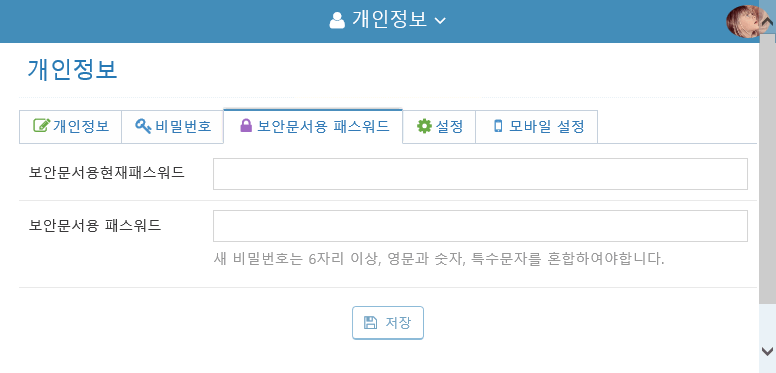 개인정보
개인정보
개인정보 비밀번호 보안문서용 패스워드 설정 모바일 설정
보안문서용현재패스워드
보안문서용 패스워드
새 비밀번호는 6자리 이상, 영문과 숫자, 특수문자를 혼합하여야합니다.
저장